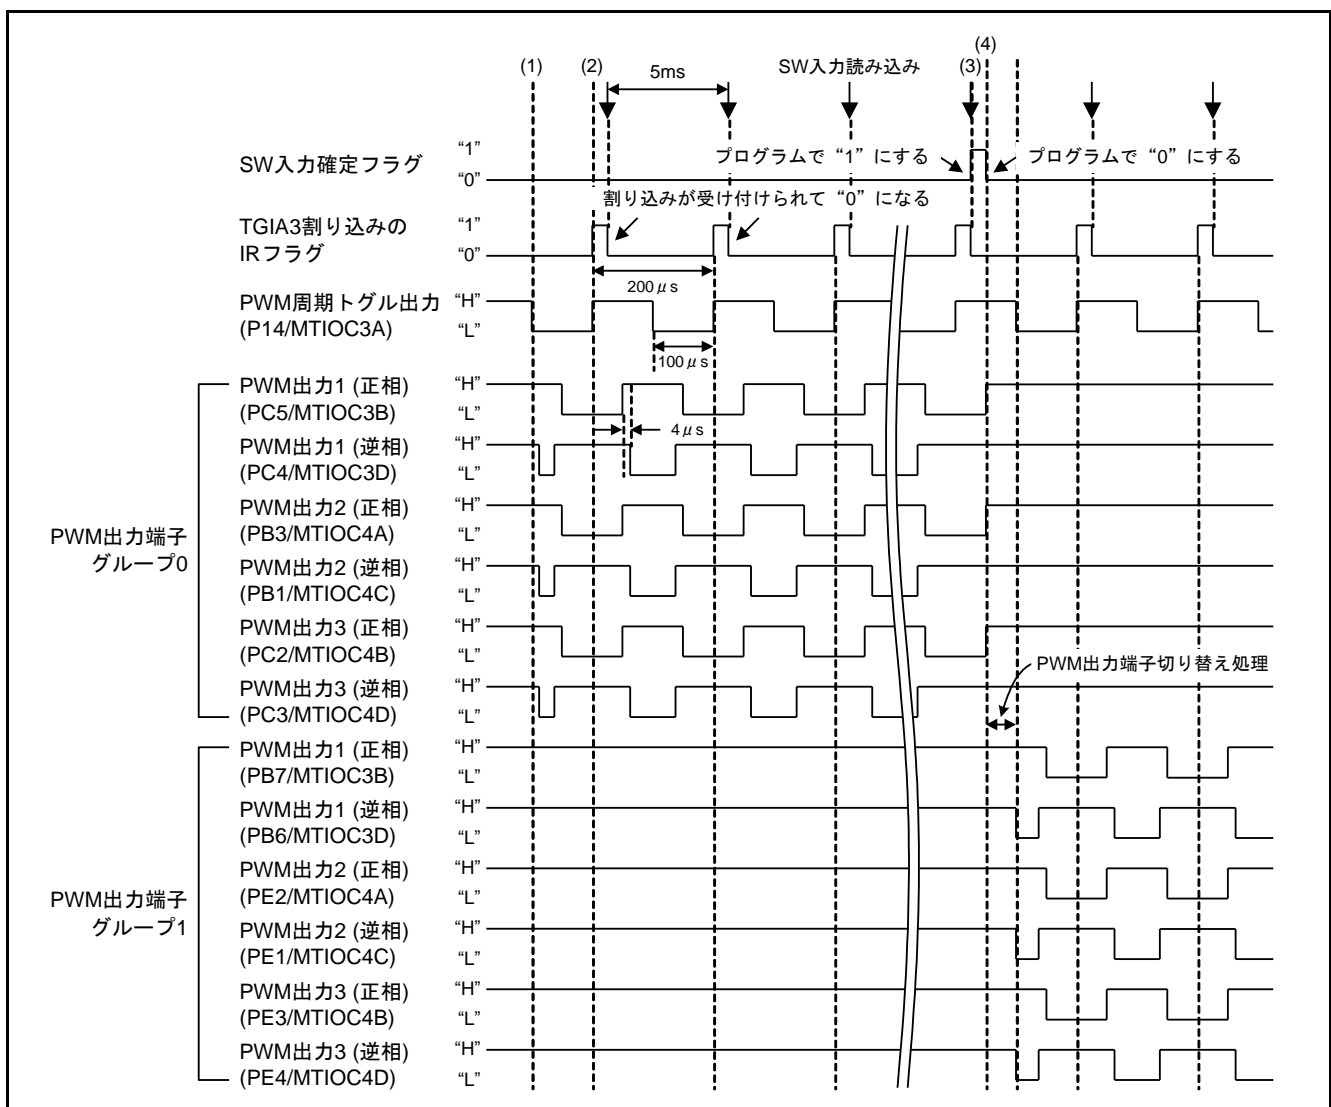 (1)
(2)
5ms
SW入力読み込み
(3)
(4)
SW入力確定フラグ
“1”
“0”
プログラムで“1”にする
プログラムで“0”にする
割り込みが受け付けられて“0”になる
TGIA3割り込みの
IRフラグ
“1”
“0”
200μs
PWM周期トグル出力
(P14/MTIOC3A)
“H”
“L”
100μs
PWM出力端子
グループ0
PWM出力1 (正相)
(PC5/MTIOC3B)
“H”
“L”
4μs
PWM出力1 (逆相)
(PC4/MTIOC3D)
“H”
“L”
PWM出力2 (正相)
(PB3/MTIOC4A)
“H”
“L”
PWM出力2 (逆相)
(PB1/MTIOC4C)
“H”
“L”
PWM出力3 (正相)
(PC2/MTIOC4B)
“H”
“L”
PWM出力端子切り替え処理
PWM出力3 (逆相)
(PC3/MTIOC4D)
“H”
“L”
PWM出力端子
グループ1
PWM出力1 (正相)
(PB7/MTIOC3B)
“H”
“L”
PWM出力1 (逆相)
(PB6/MTIOC3D)
“H”
“L”
PWM出力2 (正相)
(PE2/MTIOC4A)
“H”
“L”
PWM出力2 (逆相)
(PE1/MTIOC4C)
“H”
“L”
PWM出力3 (正相)
(PE3/MTIOC4B)
“H”
“L”
PWM出力3 (逆相)
(PE4/MTIOC4D)
“H”
“L”